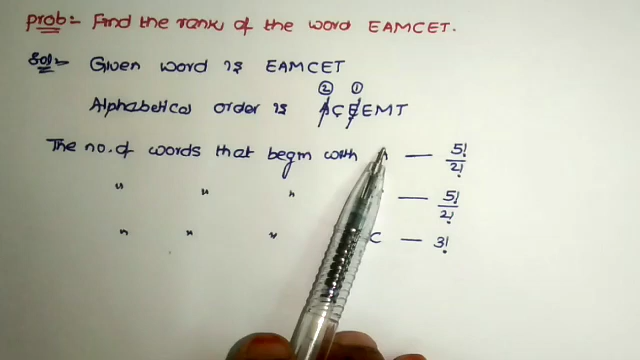 Prob:- Find the rank of the word EAMCET.
Sol:- Given word is EAMCET
② ①
Alphabetical order is A C E E M T
The no. of words that begin with — 5!/2!
" " " — 5!/2!
" " " C — 3!